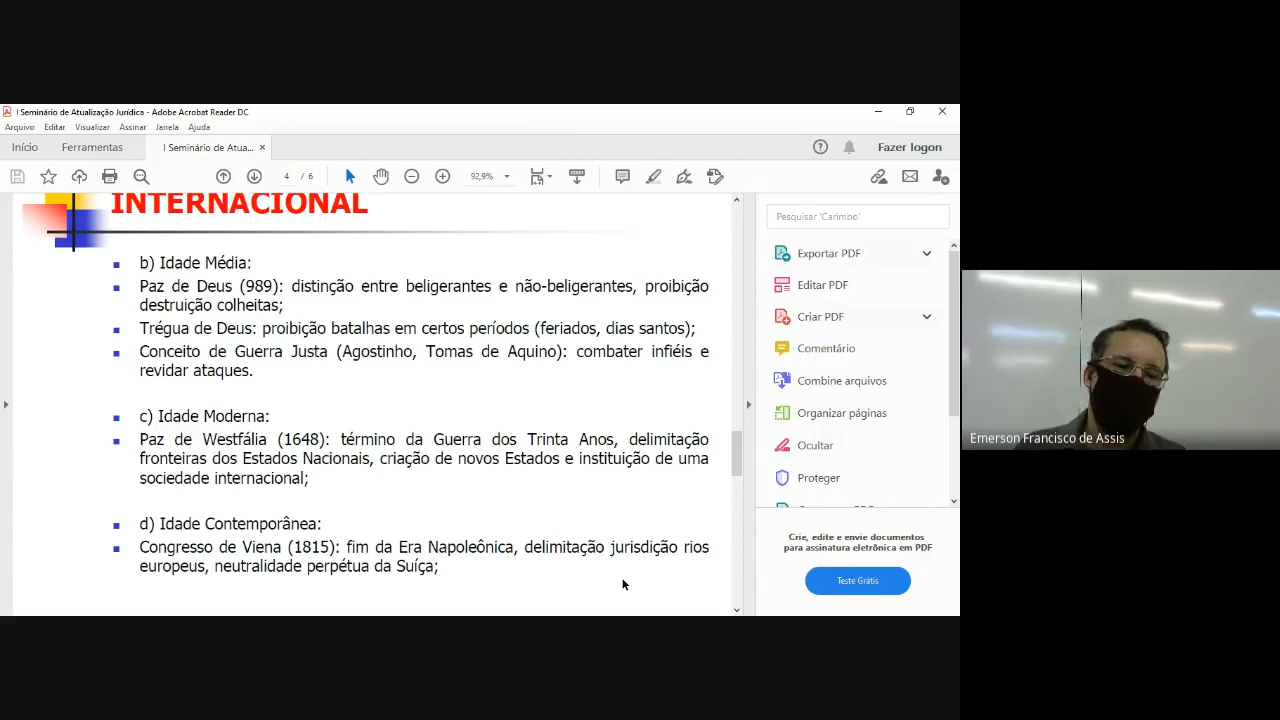 I Seminário de Atualização Jurídica - Adobe Acrobat Reader DC
Arquivo Editar Visualizar Assinar Janela Ajuda
Início Ferramentas I Seminário de Atua... × Fazer logon
4 / 6 92,9%
INTERNACIONAL
b) Idade Média:
Paz de Deus (989): distinção entre beligerantes e não-beligerantes, proibição
destruição colheitas;
Trégua de Deus: proibição batalhas em certos períodos (feriados, dias santos);
Conceito de Guerra Justa (Agostinho, Tomas de Aquino): combater infiéis e
revidar ataques.
c) Idade Moderna:
Paz de Westfália (1648): término da Guerra dos Trinta Anos, delimitação
fronteiras dos Estados Nacionais, criação de novos Estados e instituição de uma
sociedade internacional;
d) Idade Contemporânea:
Congresso de Viena (1815): fim da Era Napoleônica, delimitação jurisdição rios
europeus, neutralidade perpétua da Suíça;
Pesquisar 'Carimbo'
Exportar PDF
Editar PDF
Criar PDF
Comentário
Combine arquivos
Organizar páginas
Ocultar
Proteger
Crie, edite e envie documentos
para assinatura eletrônica em PDF
Teste Grátis
Emerson Francisco de Assis